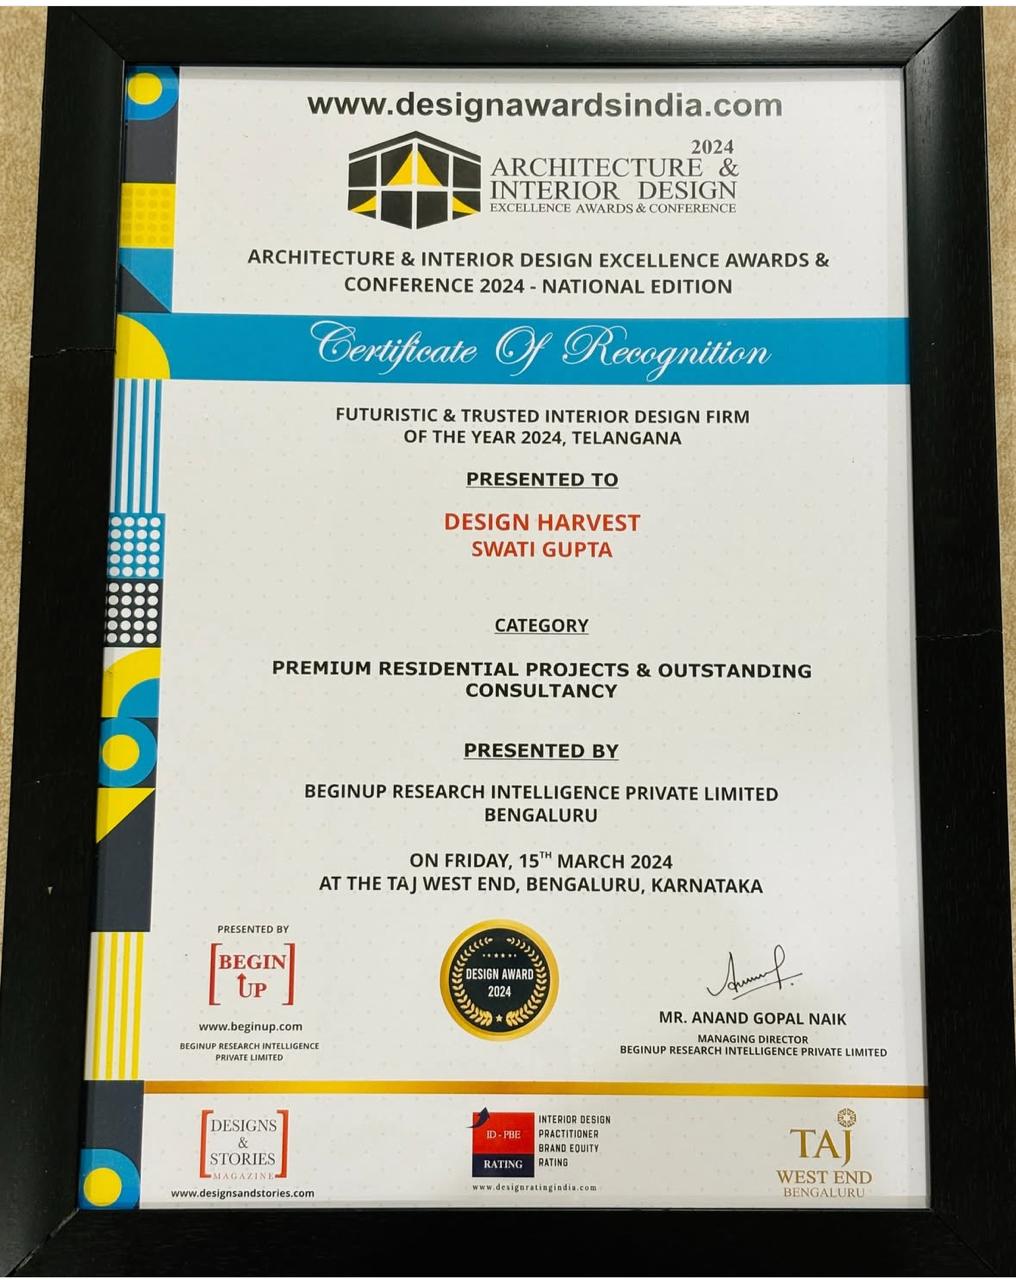 www.designawardsindia.com
2024
ARCHITECTURE &
INTERIOR DESIGN
EXCELLENCE AWARDS & CONFERENCE
ARCHITECTURE & INTERIOR DESIGN EXCELLENCE AWARDS &
CONFERENCE 2024 - NATIONAL EDITION
Certificate Of Recognition
FUTURISTIC & TRUSTED INTERIOR DESIGN FIRM
OF THE YEAR 2024, TELANGANA
PRESENTED TO
DESIGN HARVEST
SWATI GUPTA
CATEGORY
PREMIUM RESIDENTIAL PROJECTS & OUTSTANDING
CONSULTANCY
PRESENTED BY
BEGINUP RESEARCH INTELLIGENCE PRIVATE LIMITED
BENGALURU
ON FRIDAY, 15TH MARCH 2024
AT THE TAJ WEST END, BENGALURU, KARNATAKA
PRESENTED BY
BEGIN
UP
www.beginup.com
BEGINUP RESEARCH INTELLIGENCE
PRIVATE LIMITED
DESIGN AWARD
2024
MR. ANAND GOPAL NAIK
MANAGING DIRECTOR
BEGINUP RESEARCH INTELLIGENCE PRIVATE LIMITED
DESIGNS
&
STORIES
MAGAZINE
www.designsandstories.com
ID - PBE
RATING
INTERIOR DESIGN
PRACTITIONER
BRAND EQUITY
RATING
www.designratingindia.com
TAJ
WEST END
BENGALURU